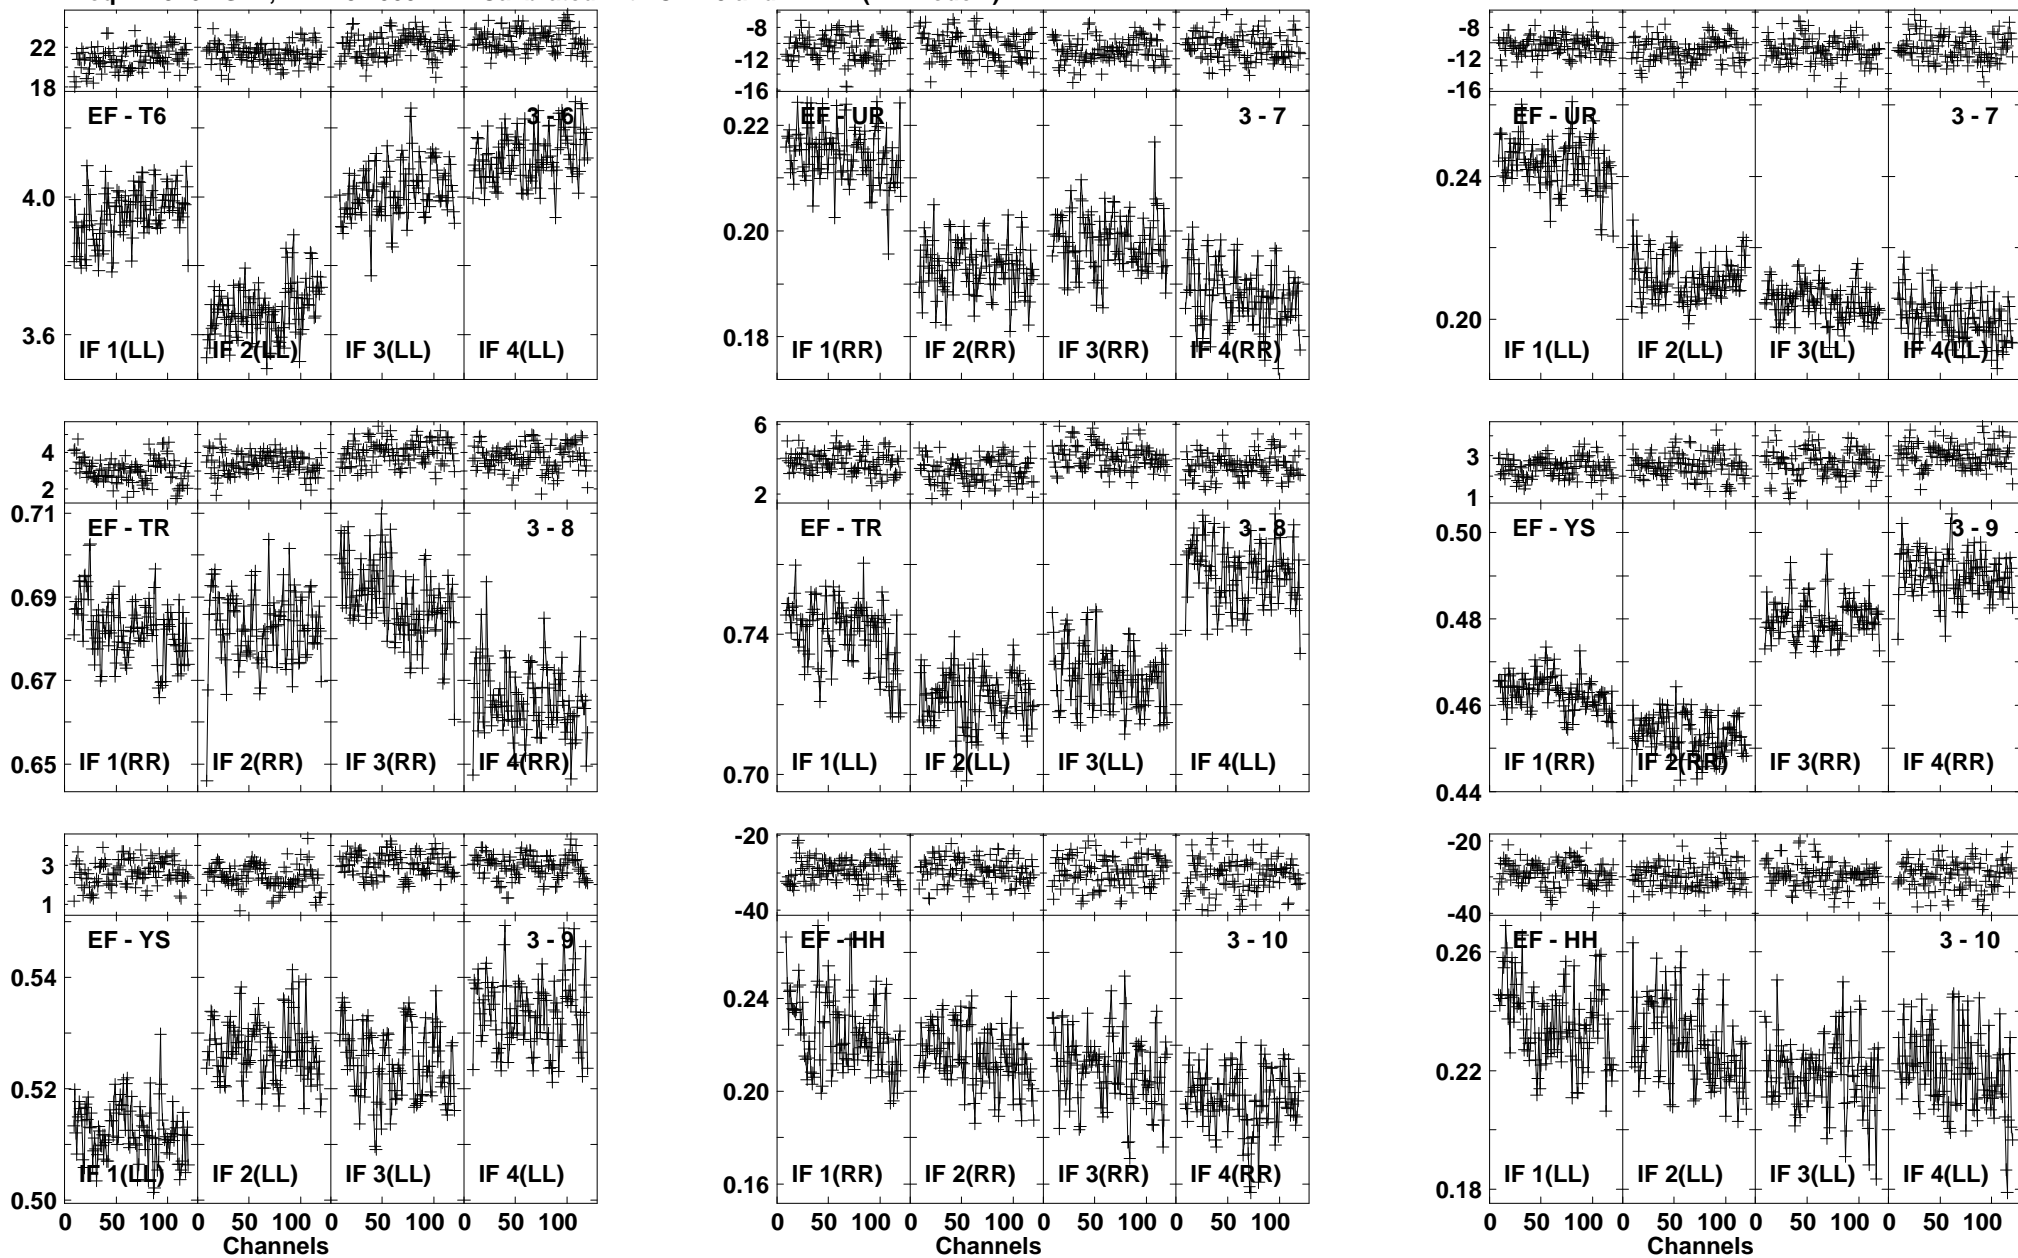 22
18
EF - T6
3 - 6
4.0
3.6
IF 1(LL) IF 2(LL) IF 3(LL) IF 4(LL)
-8
-12
-16
EF - UR
3 - 7
0.22
0.20
0.18
IF 1(RR) IF 2(RR) IF 3(RR) IF 4(RR)
-8
-12
-16
EF - UR
3 - 7
0.24
0.20
IF 1(LL) IF 2(LL) IF 3(LL) IF 4(LL)
4
2
0.71
EF - TR
3 - 8
0.69
0.67
0.65
IF 1(RR) IF 2(RR) IF 3(RR) IF 4(RR)
6
2
EF - TR
3 - 8
0.74
0.70
IF 1(LL) IF 2(LL) IF 3(LL) IF 4(LL)
3
1
EF - YS
3 - 9
0.50
0.48
0.46
0.44
IF 1(RR) IF 2(RR) IF 3(RR) IF 4(RR)
3
1
EF - YS
3 - 9
0.54
0.52
0.50
IF 1(LL) IF 2(LL) IF 3(LL) IF 4(LL)
0 50 100 0 50 100 0 50 100 0 50 100
Channels
-20
-40
EF - HH
3 - 10
0.24
0.20
0.16
IF 1(RR) IF 2(RR) IF 3(RR) IF 4(RR)
0 50 100 0 50 100 0 50 100 0 50 100
Channels
-20
-40
EF - HH
3 - 10
0.26
0.22
0.18
IF 1(LL) IF 2(LL) IF 3(LL) IF 4(LL)
0 50 100 0 50 100 0 50 100 0 50 100
Channels